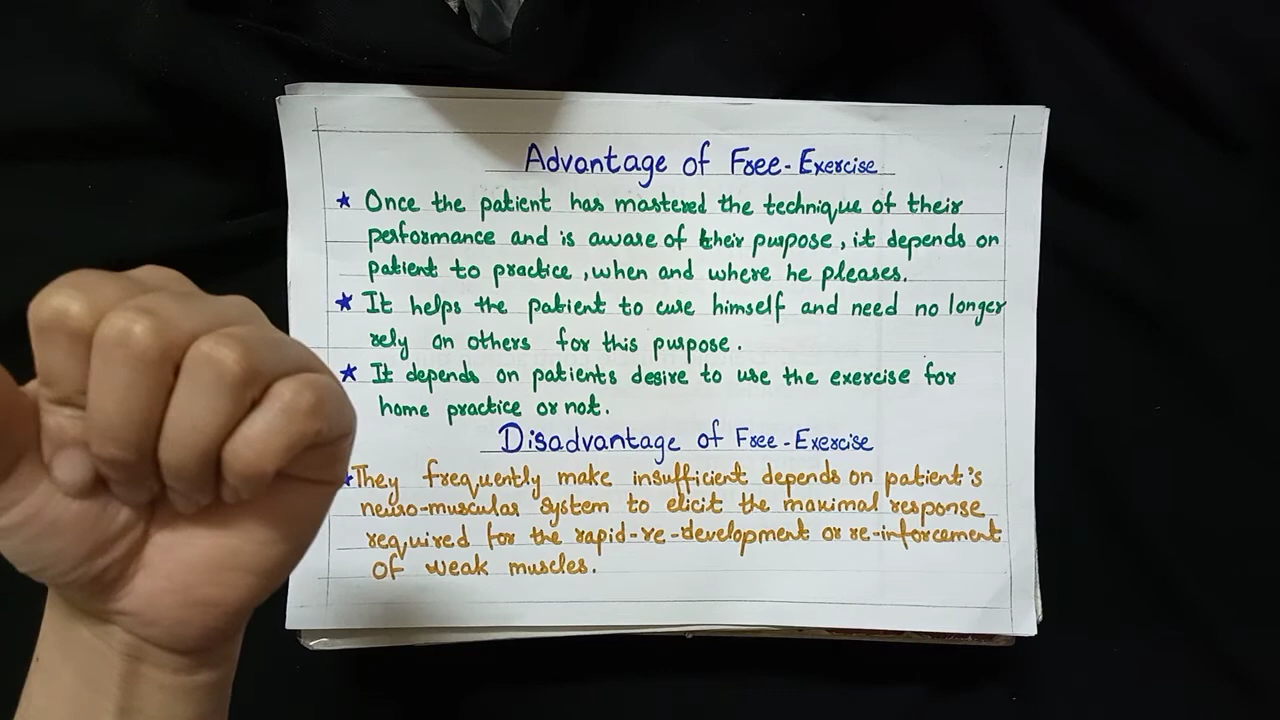 Advantage of Free-Exercise
★ Once the patient has mastered the technique of their
performance and is aware of their purpose, it depends on
patient to practice, when and where he pleases.
★ It helps the patient to cure himself and need no longer
rely on others for this purpose.
★ It depends on patients desire to use the exercise for
home practice or not.
Disadvantage of Free-Exercise
★ They frequently make insufficient depends on patient's
neuro-muscular system to elicit the maximal response
required for the rapid-re-development or re-inforcement
of weak muscles.